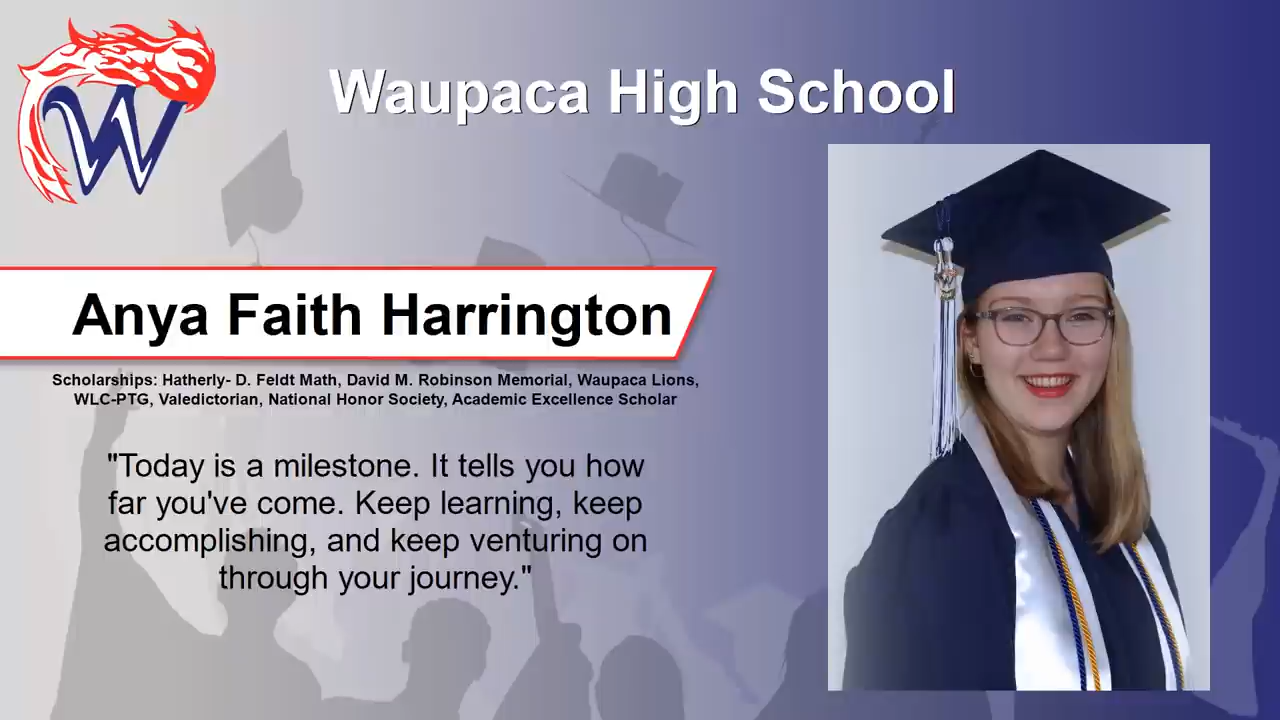 W
Waupaca High School
Anya Faith Harrington
Scholarships: Hatherly- D. Feldt Math, David M. Robinson Memorial, Waupaca Lions,
WLC-PTG, Valedictorian, National Honor Society, Academic Excellence Scholar
"Today is a milestone. It tells you how
far you've come. Keep learning, keep
accomplishing, and keep venturing on
through your journey."